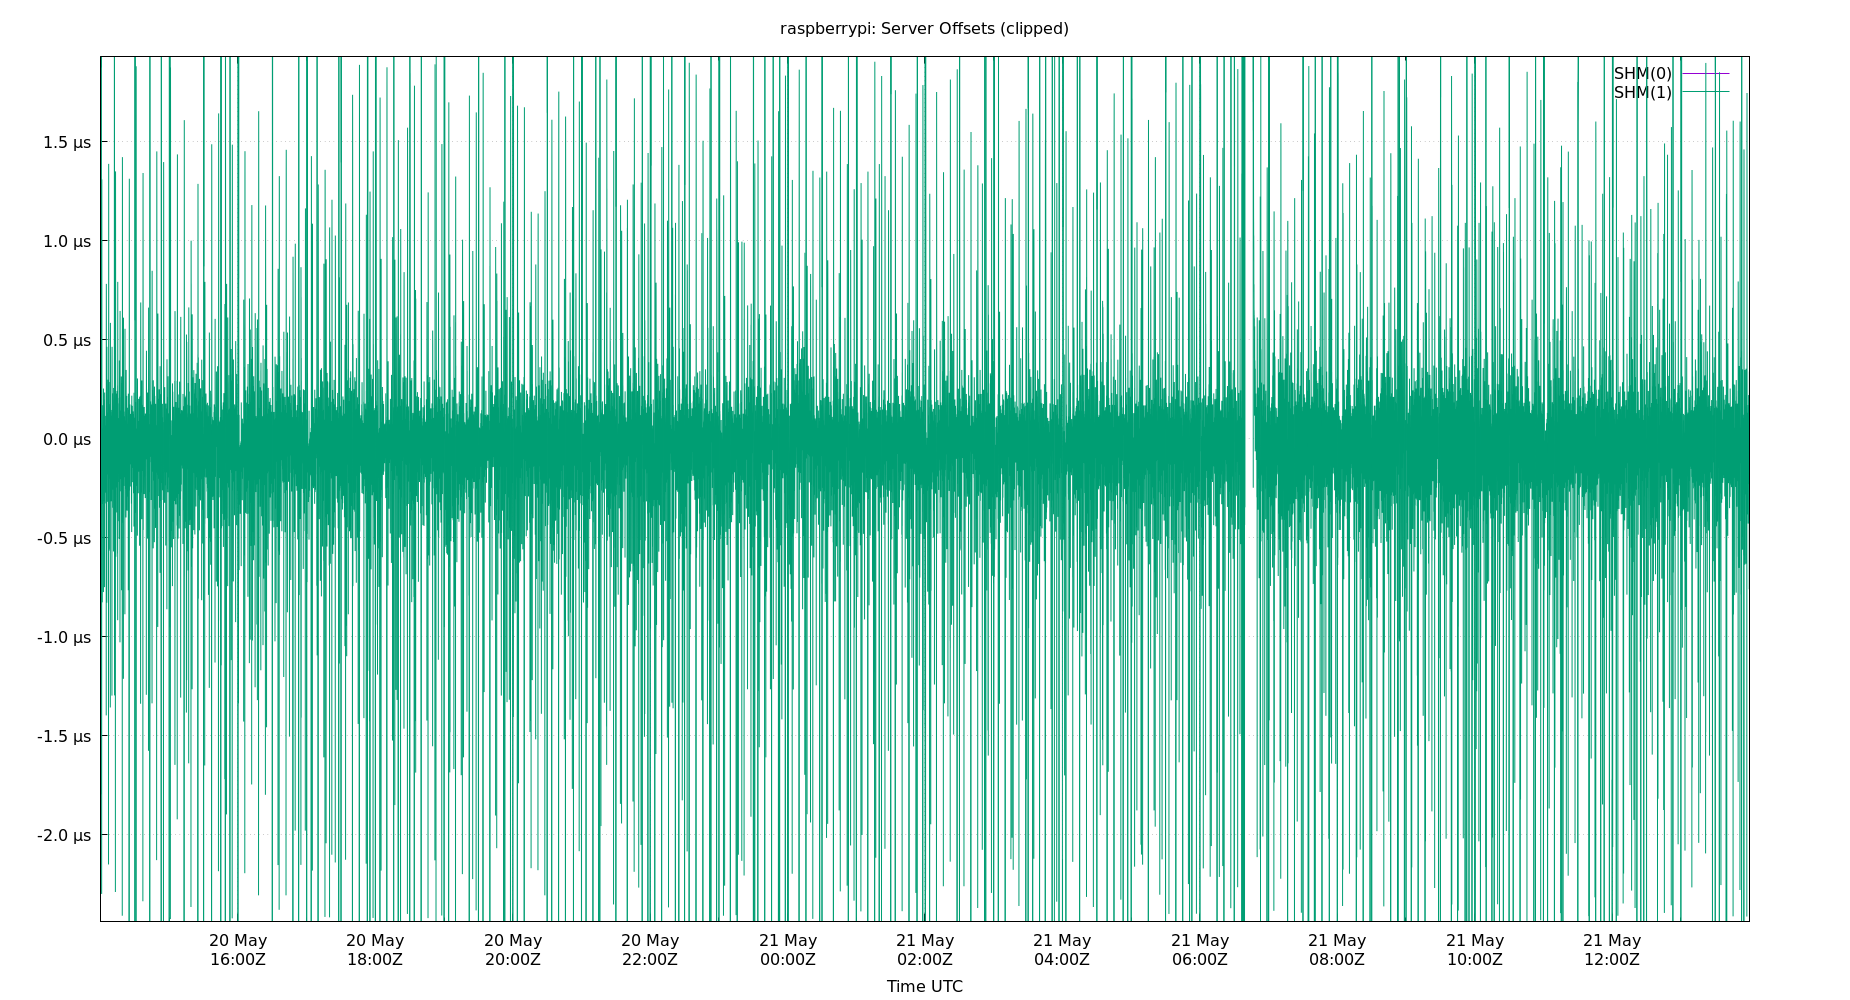 raspberrypi: Server Offsets (clipped)
SHM(0)
SHM(1)
1.5 µs
1.0 µs
0.5 µs
0.0 µs
-0.5 µs
-1.0 µs
-1.5 µs
-2.0 µs
20 May 20 May 20 May 20 May 21 May 21 May 21 May 21 May 21 May 21 May 21 May
16:00Z 18:00Z 20:00Z 22:00Z 00:00Z 02:00Z 04:00Z 06:00Z 08:00Z 10:00Z 12:00Z
Time UTC